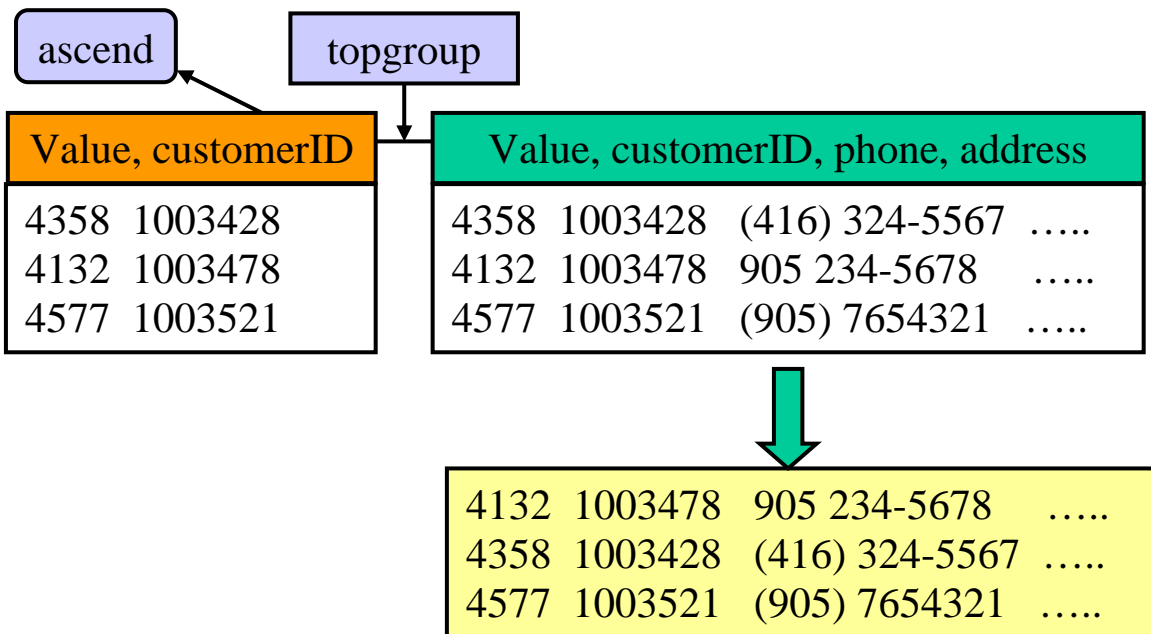 ascend
topgroup
Value, customerID
4358 1003428
4132 1003478
4577 1003521
Value, customerID, phone, address
4358 1003428 (416) 324-5567 …..
4132 1003478 905 234-5678 …..
4577 1003521 (905) 7654321 …..
4132 1003478 905 234-5678 …..
4358 1003428 (416) 324-5567 …..
4577 1003521 (905) 7654321 …..